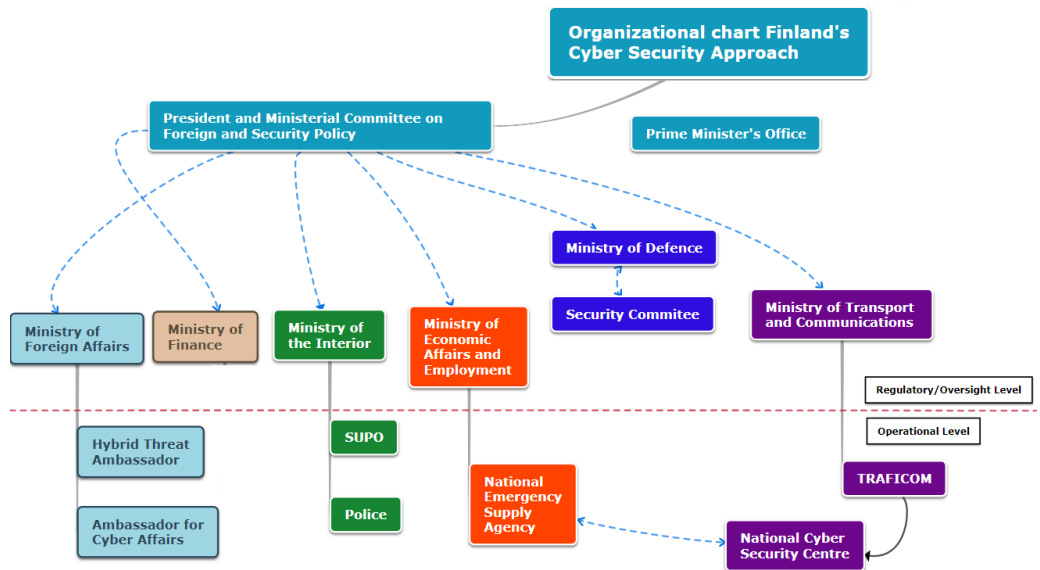 Organizational chart Finland's
Cyber Security Approach
President and Ministerial Committee on
Foreign and Security Policy
Prime Minister's Office
Ministry of Defence
Security Commitee
Ministry of Transport
and Communications
Ministry of
Foreign Affairs
Ministry of
Finance
Ministry of
the Interior
Ministry of
Economic
Affairs and
Employment
Regulatory/Oversight Level
Operational Level
Hybrid Threat
Ambassador
SUPO
National
Emergency
Supply
Agency
TRAFICOM
Ambassador for
Cyber Affairs
Police
National Cyber
Security Centre